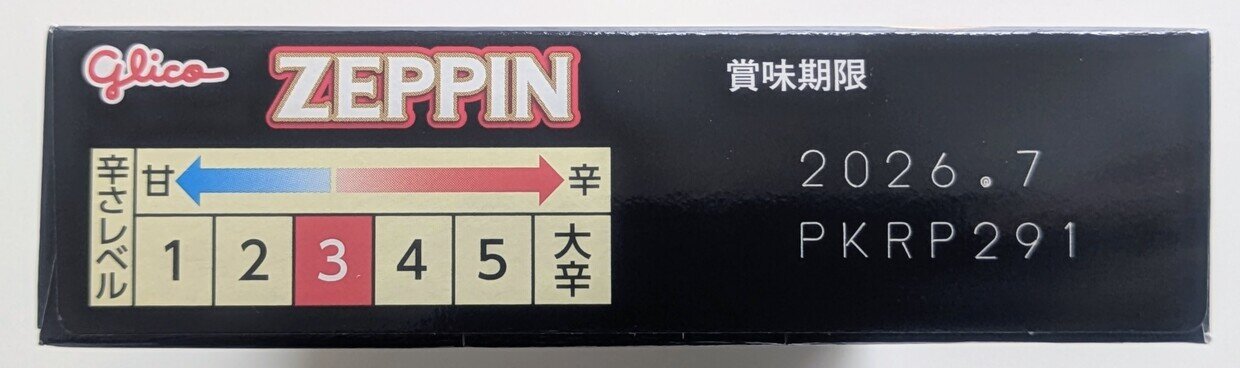 Glico
ZEPPIN
賞味期限
2026.7
PKRP291
辛さレベル
甘 辛
1 2 3 4 5 大辛